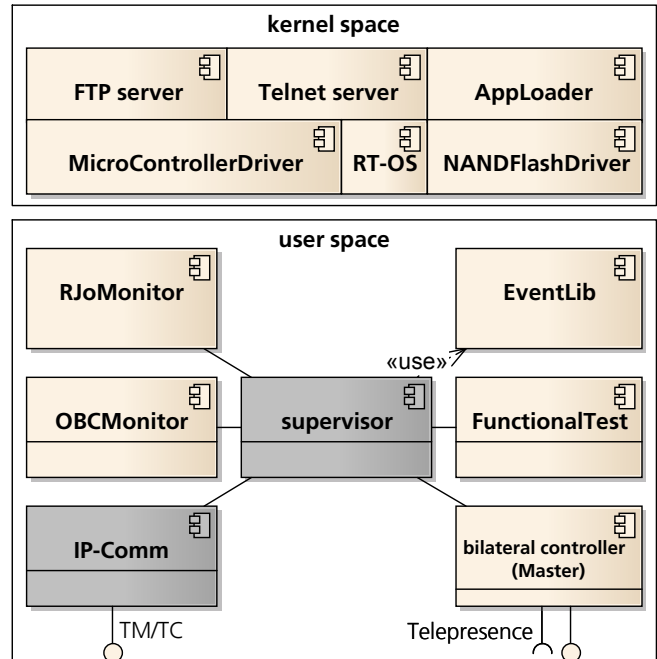 kernel space
FTP server
Telnet server
AppLoader
MicroControllerDriver
RT-OS
NANDFlashDriver
user space
RJoMonitor
EventLib
«use»
OBCMonitor
supervisor
FunctionalTest
IP-Comm
bilateral controller
(Master)
TM/TC
Telepresence